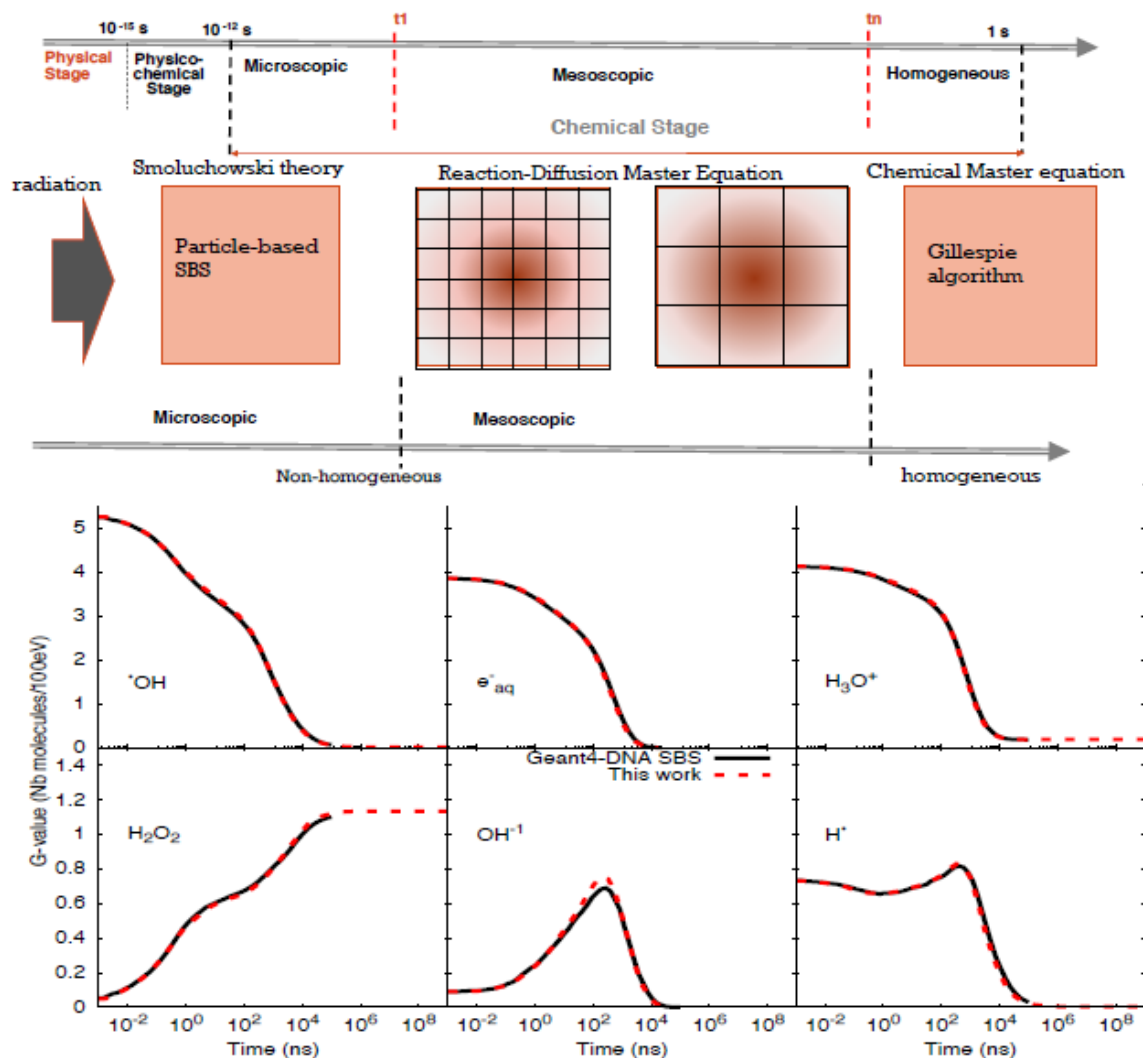 10⁻¹⁵ s 10⁻¹² s t1 tn 1 s
Physical Stage
Physico-chemical Stage
Microscopic
Mesoscopic
Homogeneous
Chemical Stage
radiation
Smoluchowski theory
Reaction-Diffusion Master Equation
Chemical Master equation
Particle-based
SBS
Gillespie
algorithm
Microscopic
Mesoscopic
Non-homogeneous
homogeneous
G-value (Nb molecules/100eV)
5
4
3
2
1
0
˙OH
e⁻aq
H₃O⁺
Geant4-DNA SBS
This work
1.4
1.2
1
0.8
0.6
0.4
0.2
0
H₂O₂
OH⁻¹
H˙
10⁻² 10⁰ 10² 10⁴ 10⁶ 10⁸
10⁻² 10⁰ 10² 10⁴ 10⁶ 10⁸
10⁻² 10⁰ 10² 10⁴ 10⁶ 10⁸
Time (ns)
Time (ns)
Time (ns)